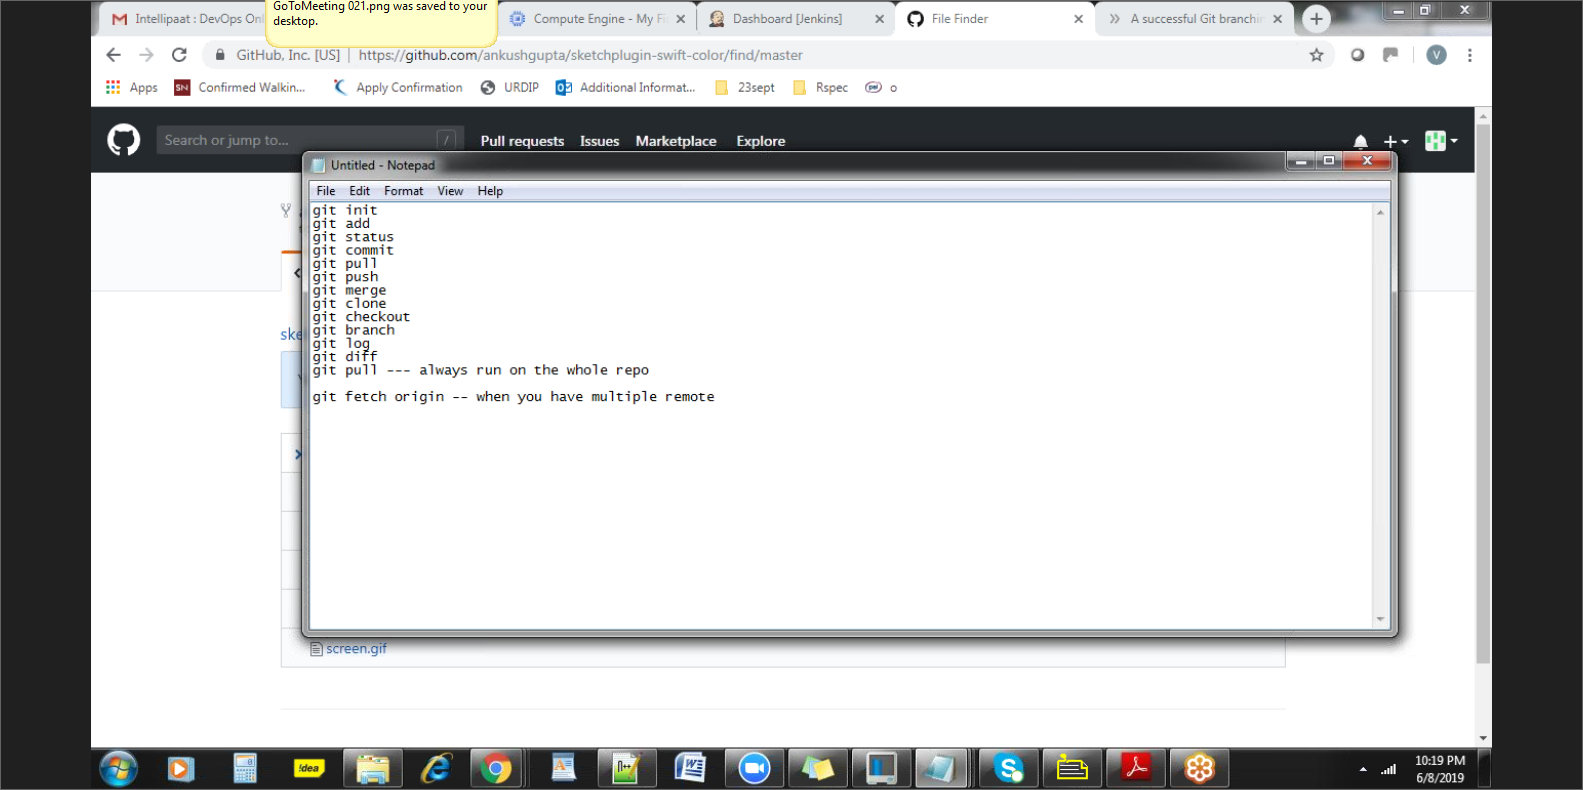 GoToMeeting 021.png was saved to your
desktop.
Intellipaat : DevOps Onl
Compute Engine - My Fi
Dashboard [Jenkins]
File Finder
A successful Git branchi
GitHub, Inc. [US] | https://github.com/ankushgupta/sketchplugin-swift-color/find/master
V
Apps
SN
Confirmed Walkin...
Apply Confirmation
URDIP
Additional Informat...
23sept
Rspec
o
Search or jump to...
/
Pull requests
Issues
Marketplace
Explore
Untitled - Notepad
File Edit Format View Help
git init
git add
git status
git commit
git pull
git push
git merge
git clone
git checkout
git branch
git log
git diff
git pull --- always run on the whole repo
git fetch origin -- when you have multiple remote
ske
screen.gif
!dea
10:19 PM
6/8/2019